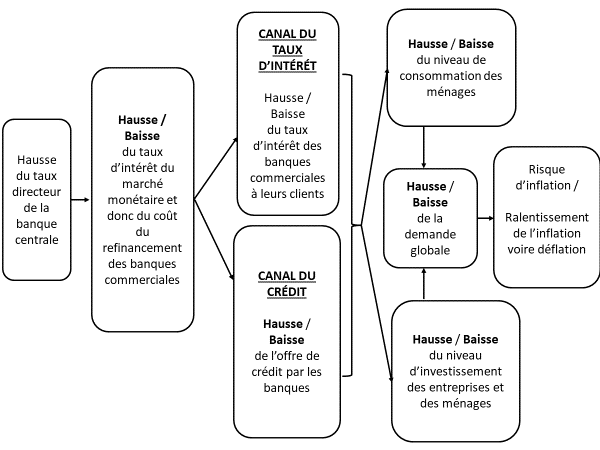 Hausse
du taux
directeur
de la
banque
centrale
Hausse /
Baisse
du taux
d'intérêt du
marché
monétaire et
donc du coût
du
refinancement
des banques
commerciales
CANAL DU
TAUX
D'INTÉRÉT
Hausse /
Baisse
du taux
d'intérêt des
banques
commerciales
à leurs clients
CANAL DU
CRÉDIT
Hausse /
Baisse
de l'offre de
crédit par les
banques
Hausse / Baisse
du niveau de
consommation des
ménages
Hausse /
Baisse
de la
demande
globale
Hausse / Baisse
du niveau
d'investissement
des entreprises et
des ménages
Risque
d'inflation /
Ralentissement
de l'inflation
voire déflation